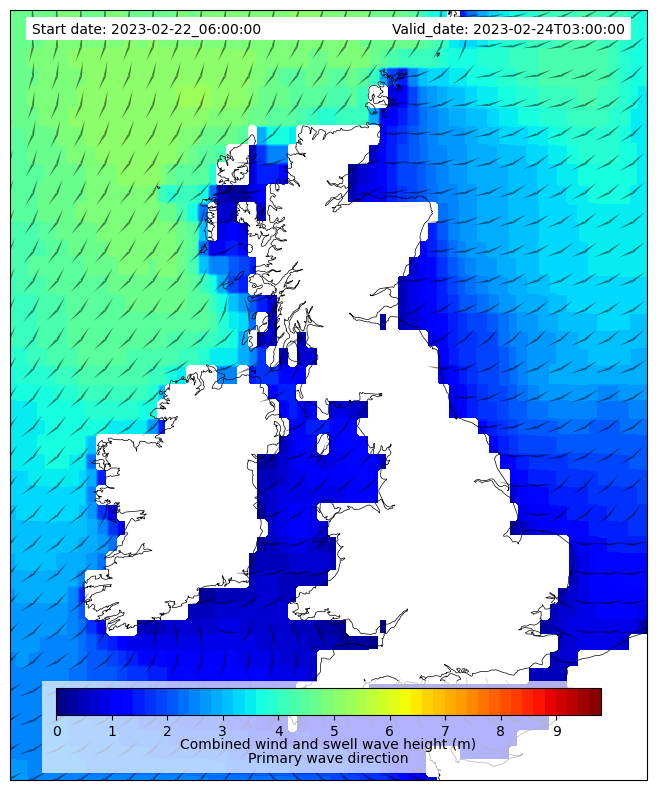 Start date: 2023-02-22_06:00:00 Valid_date: 2023-02-24T03:00:00
0 1 2 3 4 5 6 7 8 9
Combined wind and swell wave height (m)
Primary wave direction